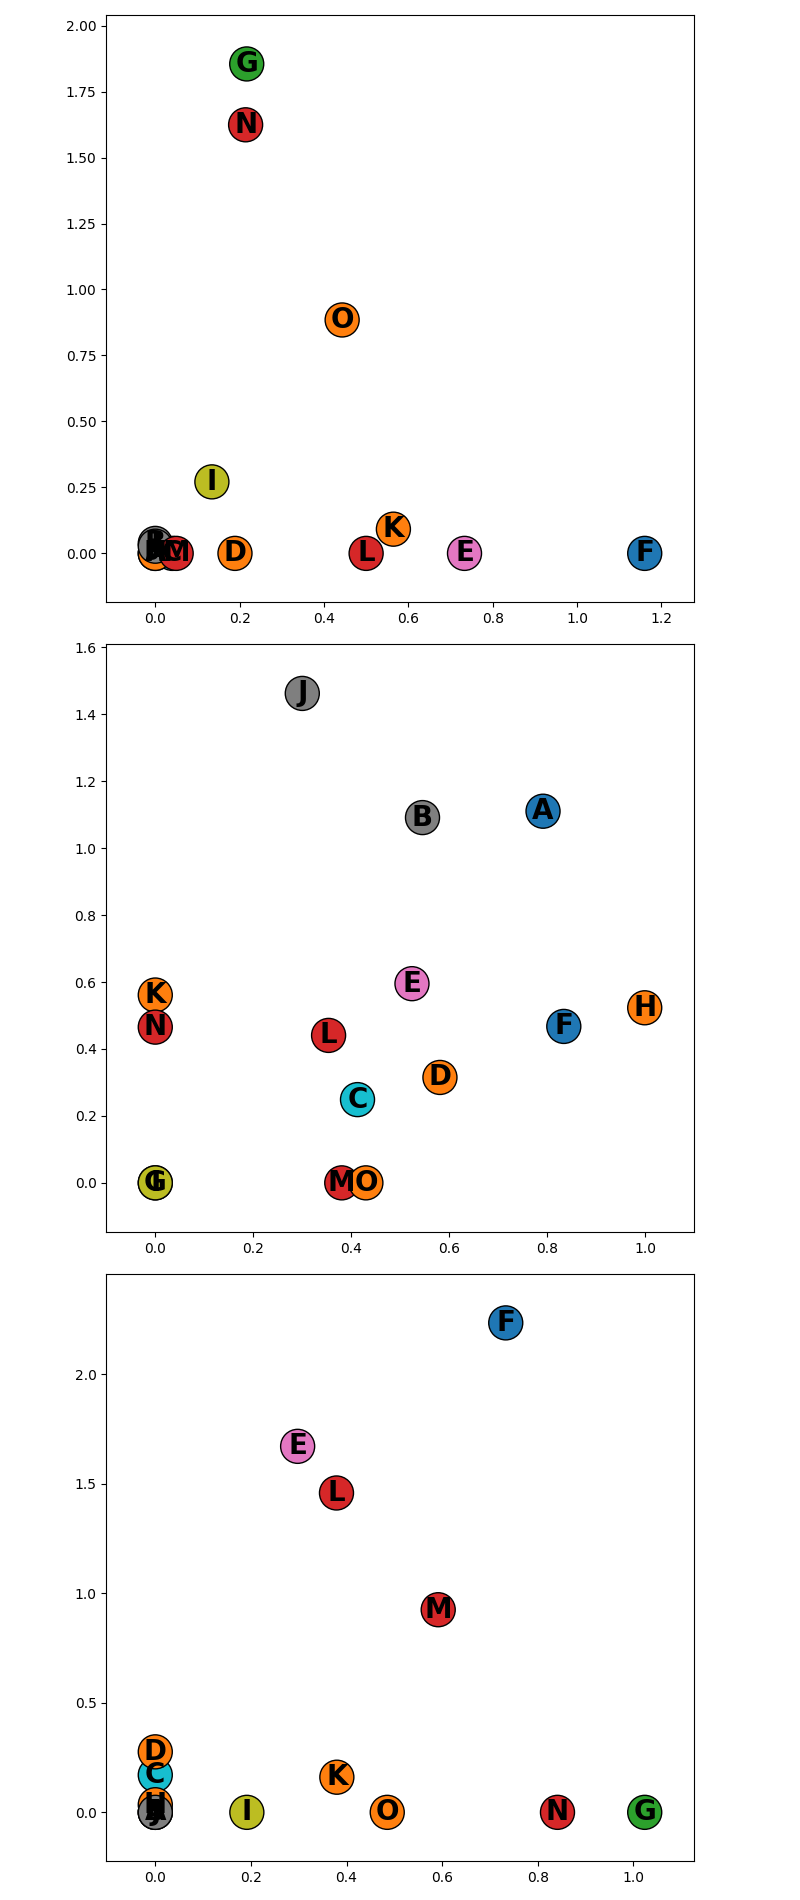 2.00
G
1.75
N
1.50
1.25
1.00
O
0.75
0.50
I
0.25
K
0.00
M D L E F
0.0 0.2 0.4 0.6 0.8 1.0 1.2
1.6
J
1.4
1.2
B A
1.0
0.8
0.6
K E H
N L F
0.4
D
C
0.2
0.0
G M O
0.0 0.2 0.4 0.6 0.8 1.0
F
2.0
E
1.5
L
1.0
M
0.5
D
C K
0.0
I O N G
0.0 0.2 0.4 0.6 0.8 1.0